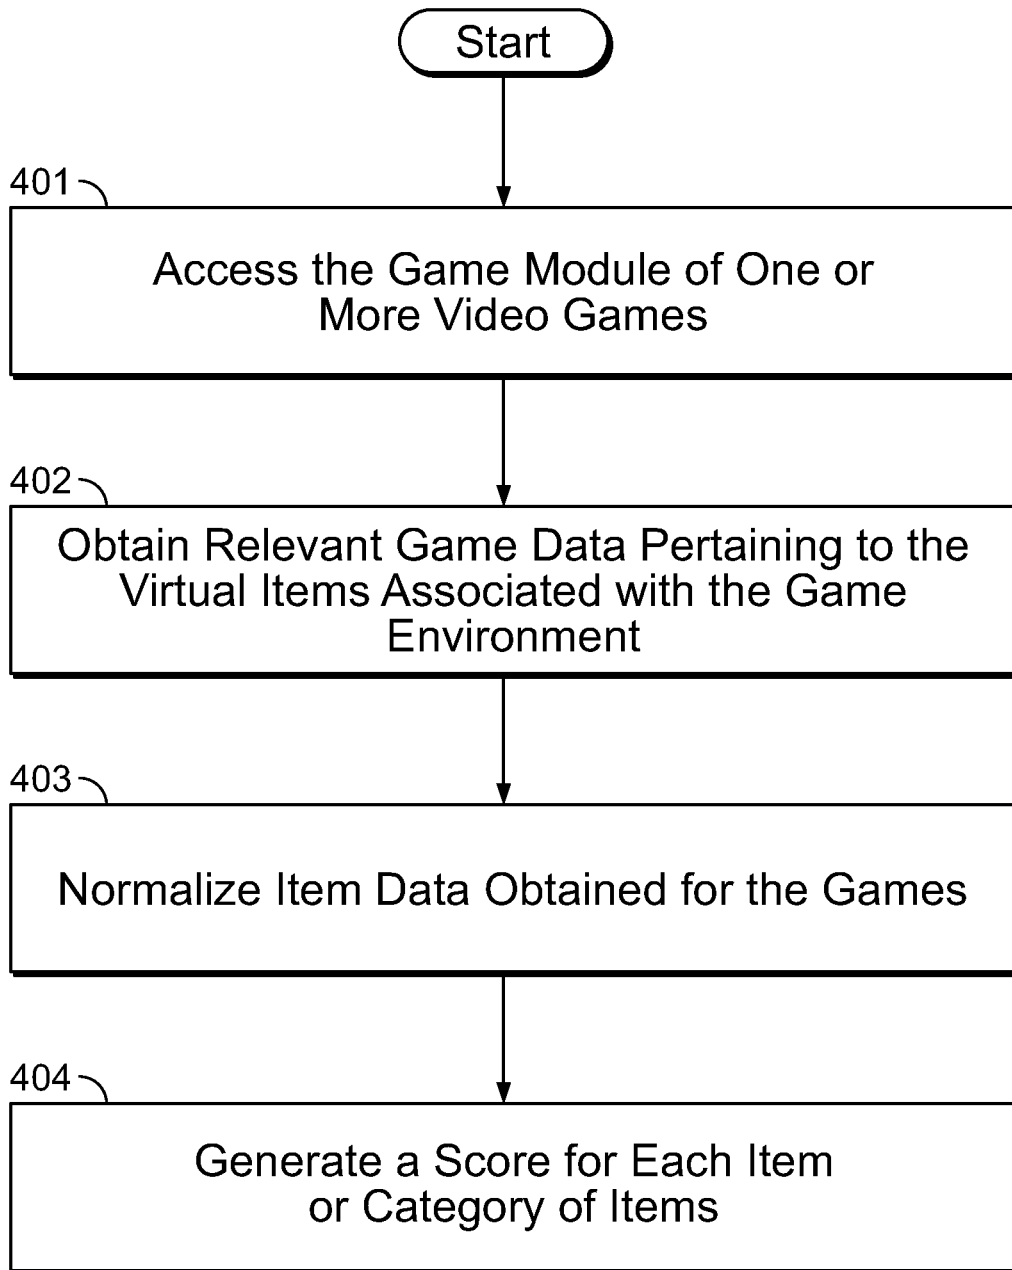 Start
401
Access the Game Module of One or
More Video Games
402
Obtain Relevant Game Data Pertaining to the
Virtual Items Associated with the Game
Environment
403
Normalize Item Data Obtained for the Games
404
Generate a Score for Each Item
or Category of Items